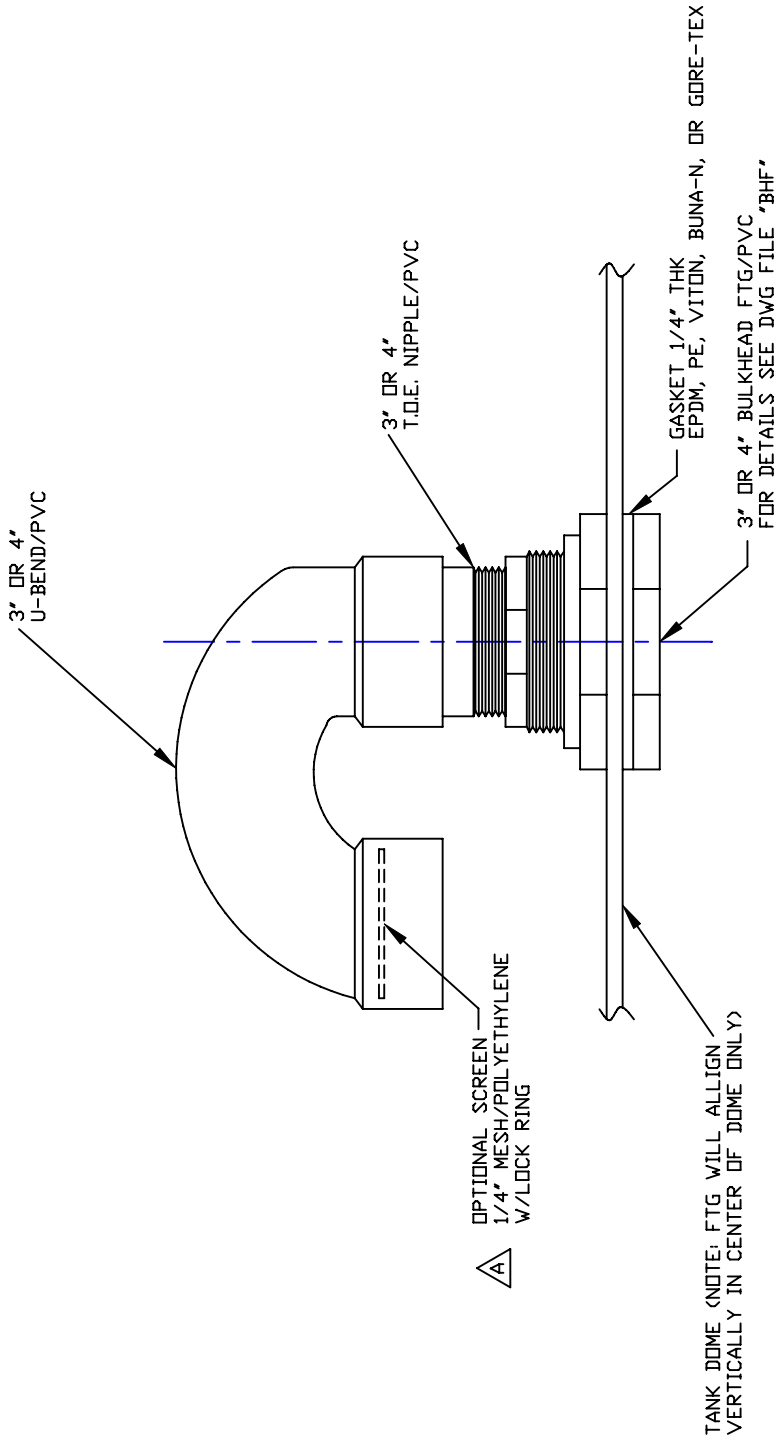 3" OR 4"
U-BEND/PVC
3" OR 4"
T.O.E. NIPPLE/PVC
GASKET 1/4" THK
EPDM, PE, VITON, BUNA-N, OR GORE-TEX
3" OR 4" BULKHEAD FTG/PVC
FOR DETAILS SEE DWG FILE "BHF"
OPTIONAL SCREEN
1/4" MESH/POLYETHYLENE
W/LOCK RING
A
TANK DOME (NOTE: FTG WILL ALLIGN
VERTICALLY IN CENTER OF DOME ONLY)